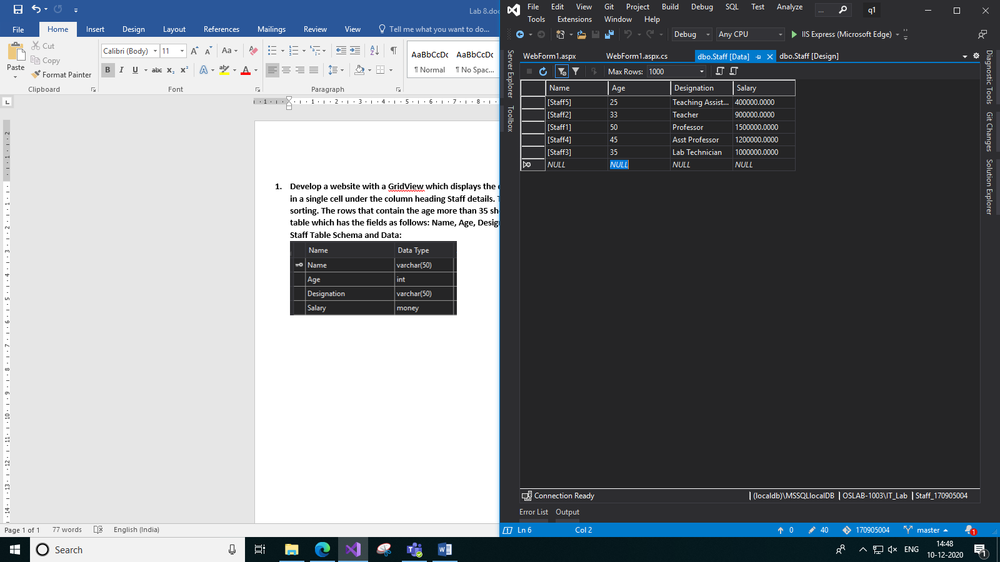 Lab 8.doc
File
Home
Insert
Design
Layout
References
Mailings
Review
View
Tell me what you want to do...
Paste
Cut
Copy
Format Painter
Clipboard
Calibri (Body)
11
Font
Paragraph
AaBbCcDc
AaBbCcDc
¶ Normal
¶ No Spac...
1. Develop a website with a GridView which displays the
in a single cell under the column heading Staff details.
sorting. The rows that contain the age more than 35 sh
table which has the fields as follows: Name, Age, Desig
Staff Table Schema and Data:
Name Data Type
Name varchar(50)
Age int
Designation varchar(50)
Salary money
Page 1 of 1
77 words
English (India)
File Edit View Git Project Build Debug SQL Test Analyze
... q1
Tools Extensions Window Help
Debug
Any CPU
IIS Express (Microsoft Edge)
Server Explorer
Toolbox
WebForm1.aspx
WebForm1.aspx.cs
dbo.Staff [Data]
dbo.Staff [Design]
Max Rows: 1000
Name Age Designation Salary
[Staff5] 25 Teaching Assist... 400000.0000
[Staff2] 33 Teacher 900000.0000
[Staff1] 50 Professor 1500000.0000
[Staff4] 45 Asst Professor 1200000.0000
[Staff3] 35 Lab Technician 1000000.0000
NULL NULL NULL NULL
Diagnostic Tools
Git Changes
Solution Explorer
Connection Ready
(localdb)\MSSQLlocalDB
OSLAB-1003\IT_Lab
Staff_170905004
Error List
Output
Ln 6
Col 2
0
40
170905004
master
1
Search
ENG
14:48
10-12-2020
1